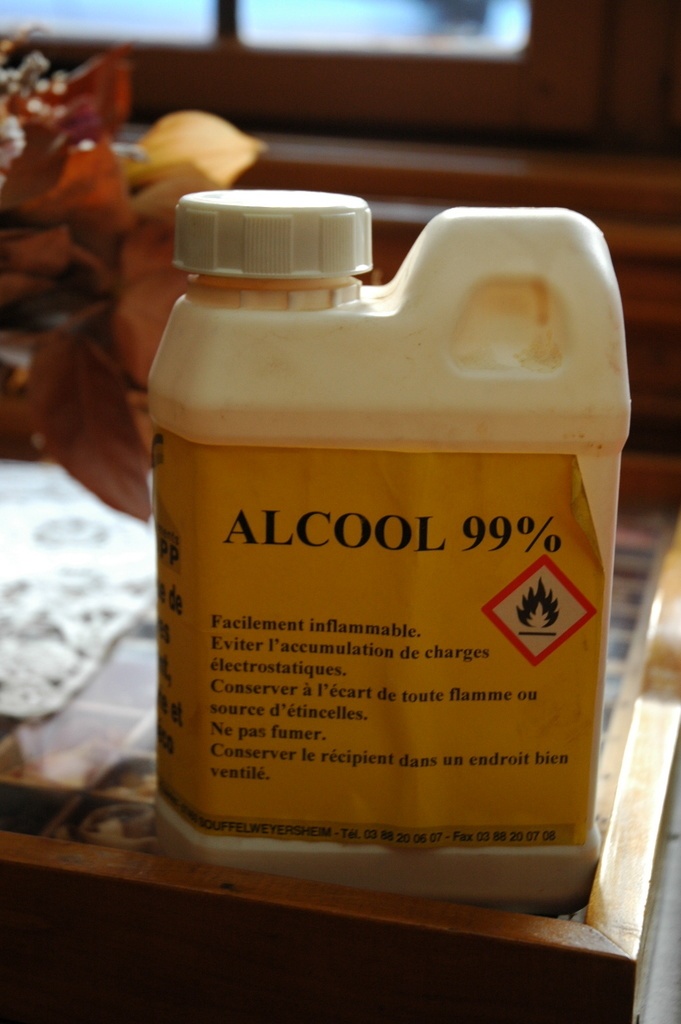 ALCOOL 99%
Facilement inflammable.
Eviter l'accumulation de charges
électrostatiques.
Conserver à l'écart de toute flamme ou
source d'étincelles.
Ne pas fumer.
Conserver le récipient dans un endroit bien
ventilé.
SOUFFELWEYERSHEIM - Tél. 03 88 20 06 07 - Fax 03 88 20 07 08